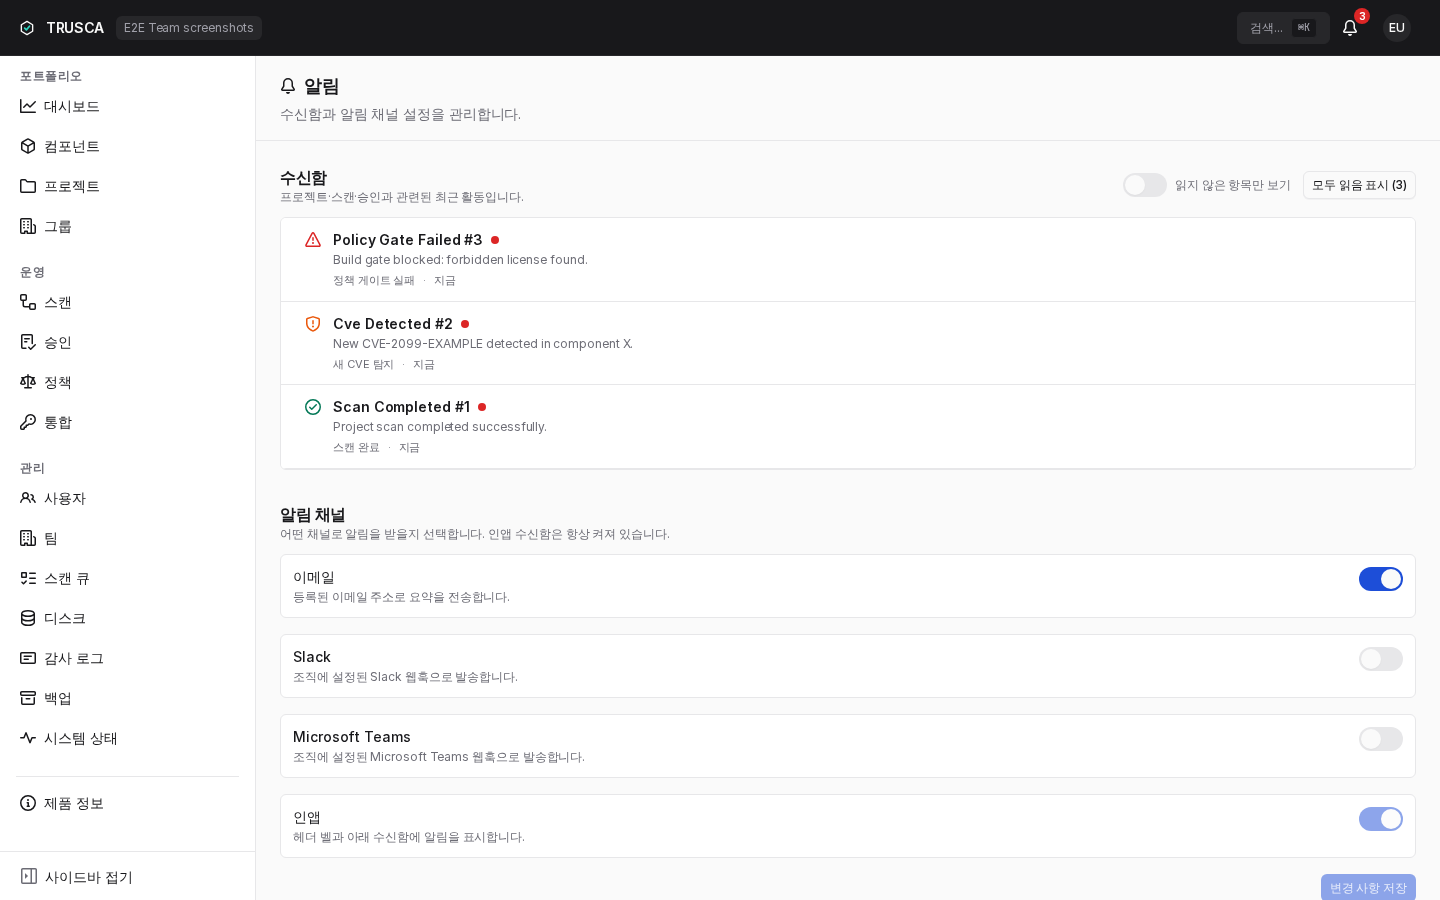 TRUSCA
E2E Team screenshots
검색...
⌘K
3
EU
포트폴리오
대시보드
컴포넌트
프로젝트
그룹
운영
스캔
승인
정책
통합
관리
사용자
팀
스캔 큐
디스크
감사 로그
백업
시스템 상태
제품 정보
사이드바 접기
알림
수신함과 알림 채널 설정을 관리합니다.
수신함
프로젝트·스캔·승인과 관련된 최근 활동입니다.
읽지 않은 항목만 보기
모두 읽음 표시 (3)
Policy Gate Failed #3
Build gate blocked: forbidden license found.
정책 게이트 실패 · 지금
Cve Detected #2
New CVE-2099-EXAMPLE detected in component X.
새 CVE 탐지 · 지금
Scan Completed #1
Project scan completed successfully.
스캔 완료 · 지금
알림 채널
어떤 채널로 알림을 받을지 선택합니다. 인앱 수신함은 항상 켜져 있습니다.
이메일
등록된 이메일 주소로 요약을 전송합니다.
Slack
조직에 설정된 Slack 웹훅으로 발송합니다.
Microsoft Teams
조직에 설정된 Microsoft Teams 웹훅으로 발송합니다.
인앱
헤더 벨과 아래 수신함에 알림을 표시합니다.
변경 사항 저장